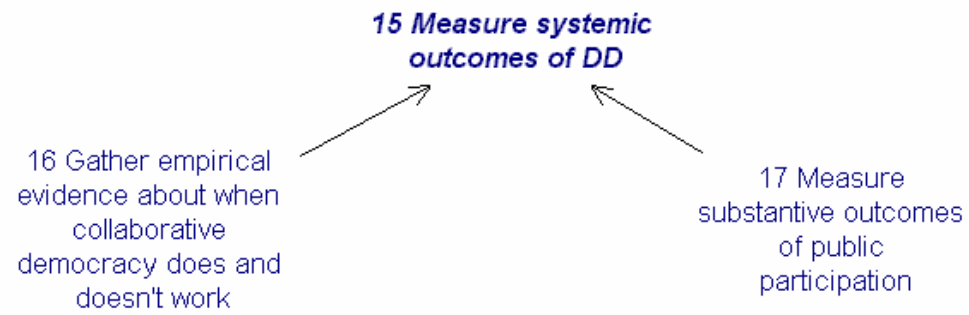 15 Measure systemic
outcomes of DD
16 Gather empirical
evidence about when
collaborative
democracy does and
doesn't work
17 Measure
substantive outcomes
of public
participation